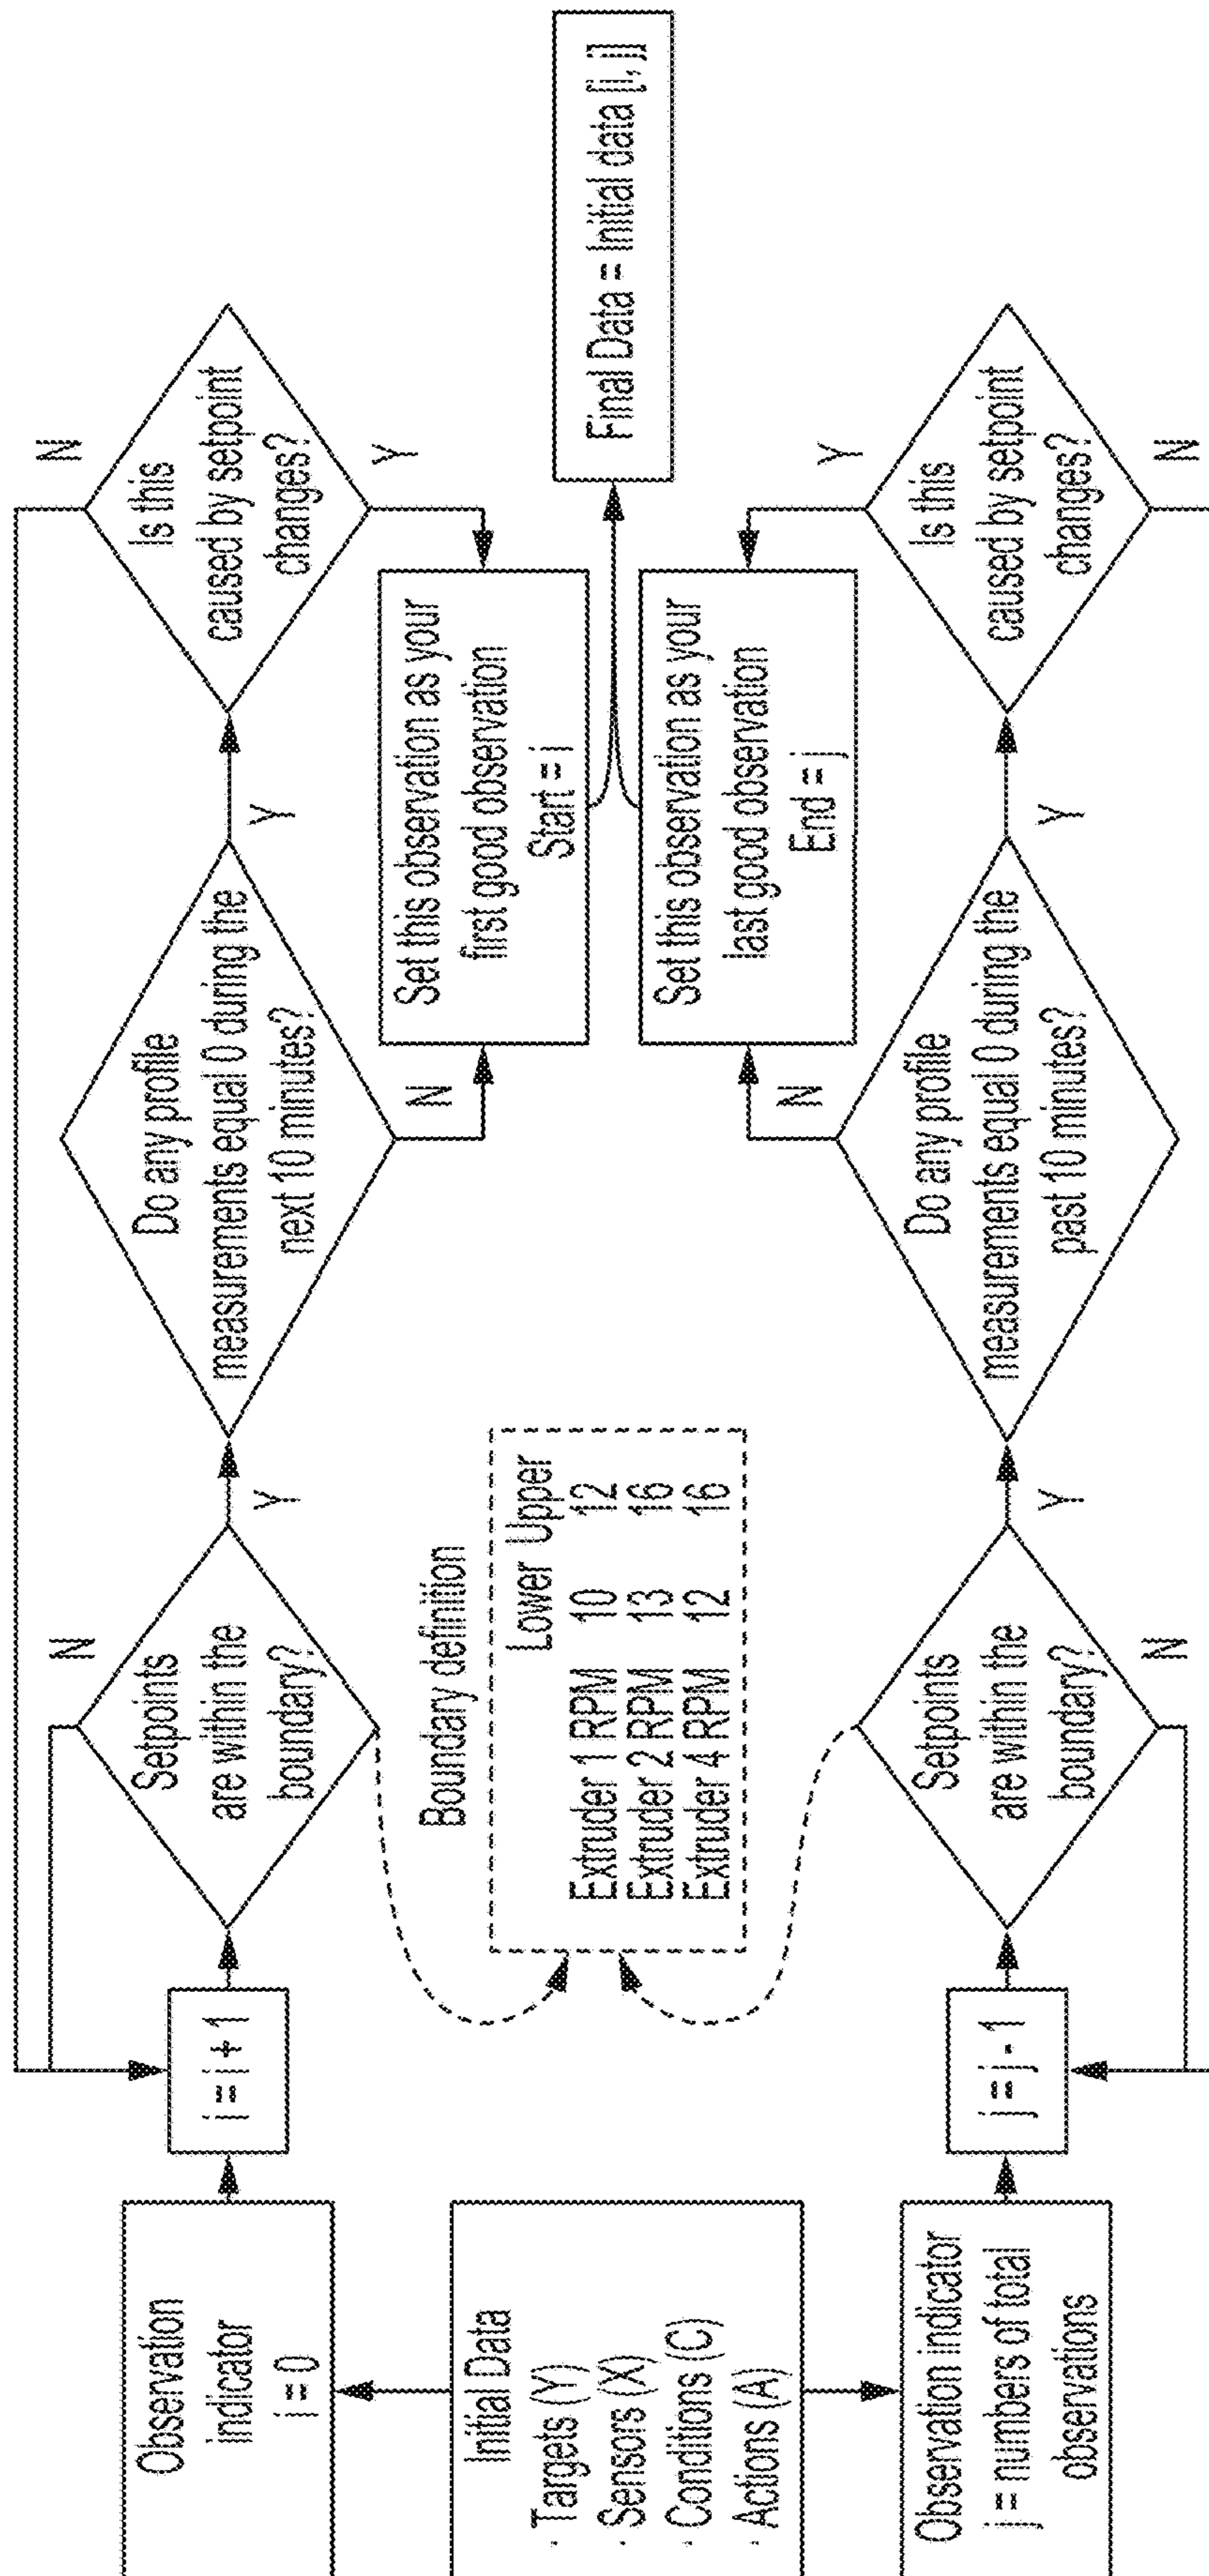 Observation
indicator
i = 0
Initial Data
· Targets (Y)
· Sensors (X)
· Conditions (C)
· Actions (A)
Observation indicator
j = numbers of total
observations
i = i + 1
j = j - 1
Setpoints
are within the
boundary?
N
Y
Boundary definition
Lower Upper
Extruder 1 RPM 10 12
Extruder 2 RPM 13 16
Extruder 4 RPM 12 16
Setpoints
are within the
boundary?
N
Y
Do any profile
measurements equal 0 during the
next 10 minutes?
Y
N
Do any profile
measurements equal 0 during the
past 10 minutes?
N
Y
Is this
caused by setpoint
changes?
N
Y
Set this observation as your
first good observation
Start = i
Set this observation as your
last good observation
End = j
Is this
caused by setpoint
changes?
Y
N
Final Data = Initial data [i, j]